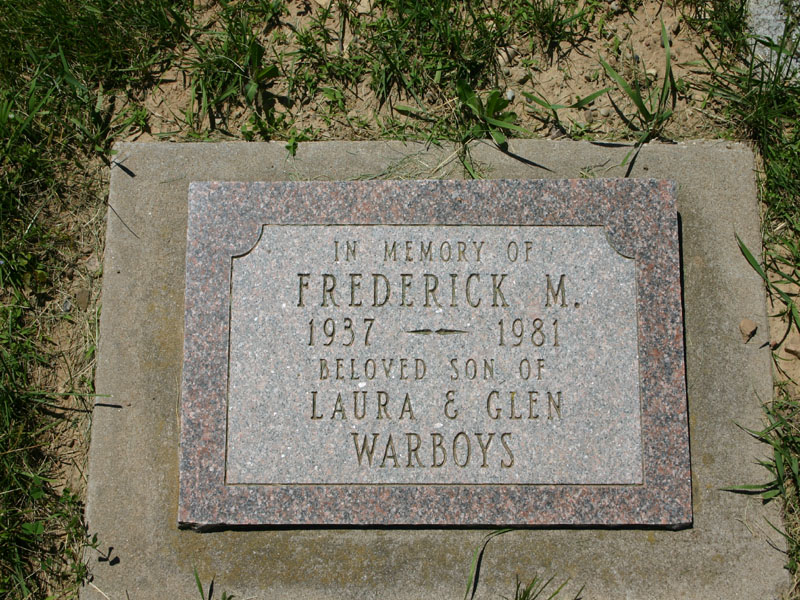 IN MEMORY OF
FREDERICK M.
1937 — 1981
BELOVED SON OF
LAURA & GLEN
WARBOYS